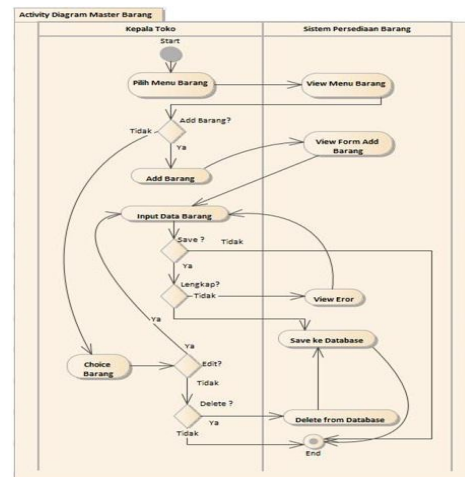 Activity Diagram Master Barang
Kepala Toko
Sistem Persediaan Barang
Start
Pilih Menu Barang
View Menu Barang
Add Barang?
Tidak
Ya
View Form Add
Barang
Add Barang
Input Data Barang
Save ?
Tidak
Ya
Lengkap?
Tidak
View Eror
Ya
Save ke Database
Ya
Choice
Barang
Edit?
Tidak
Delete ?
Ya
Delete from Database
Tidak
End